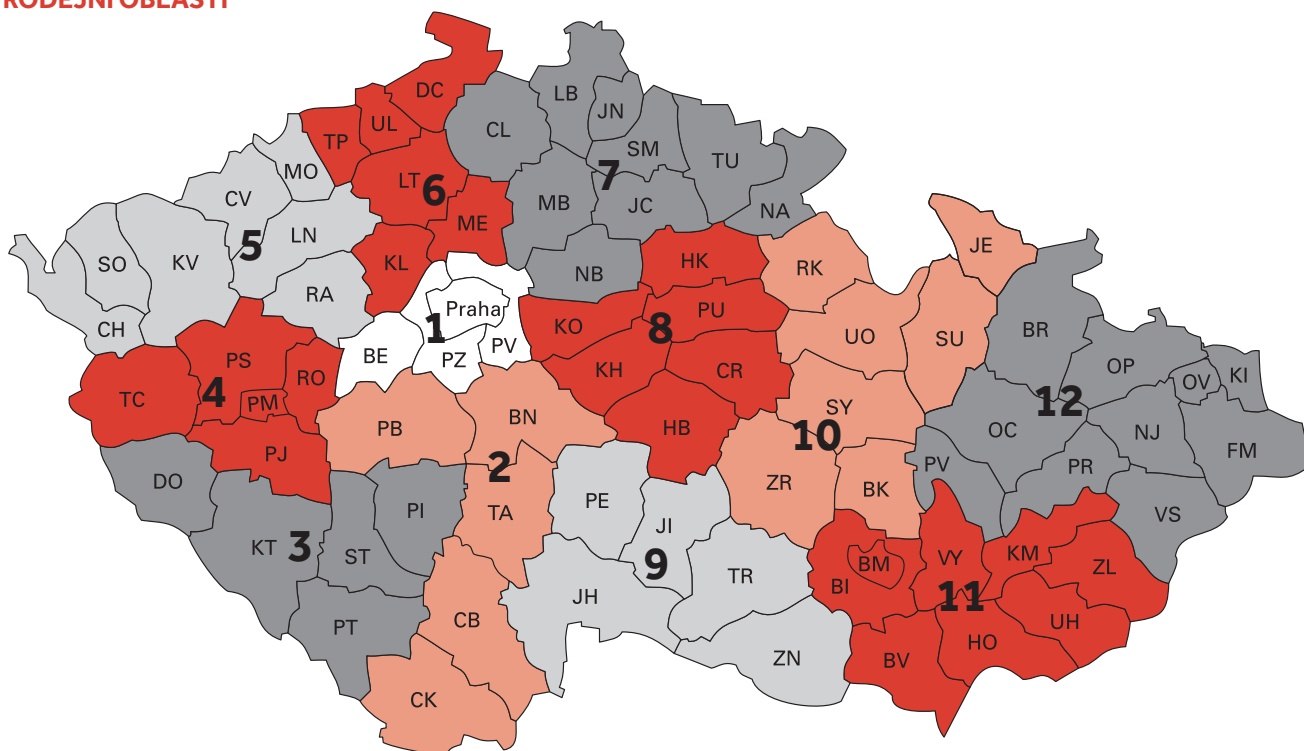 RODEJNÍ OBLASTI
DC
LB
JN
UL
CL
TP
SM
MO
TU
LT
6
7
CV
MB
JC
ME
NA
LN
5
JE
SO
KV
KL
HK
RK
NB
RA
Praha
PU
CH
1
KO
8
BR
UO
SU
BE
PZ
PV
PS
OP
RO
KH
CR
KI
OV
TC
4
PM
12
SY
PB
BN
HB
10
OC
NJ
PJ
FM
2
PV
PR
DO
ZR
BK
PE
PI
TA
JI
VS
KT
3
ST
9
BM
VY
KM
ZL
TR
BI
JH
11
CB
PT
UH
HO
ZN
BV
CK